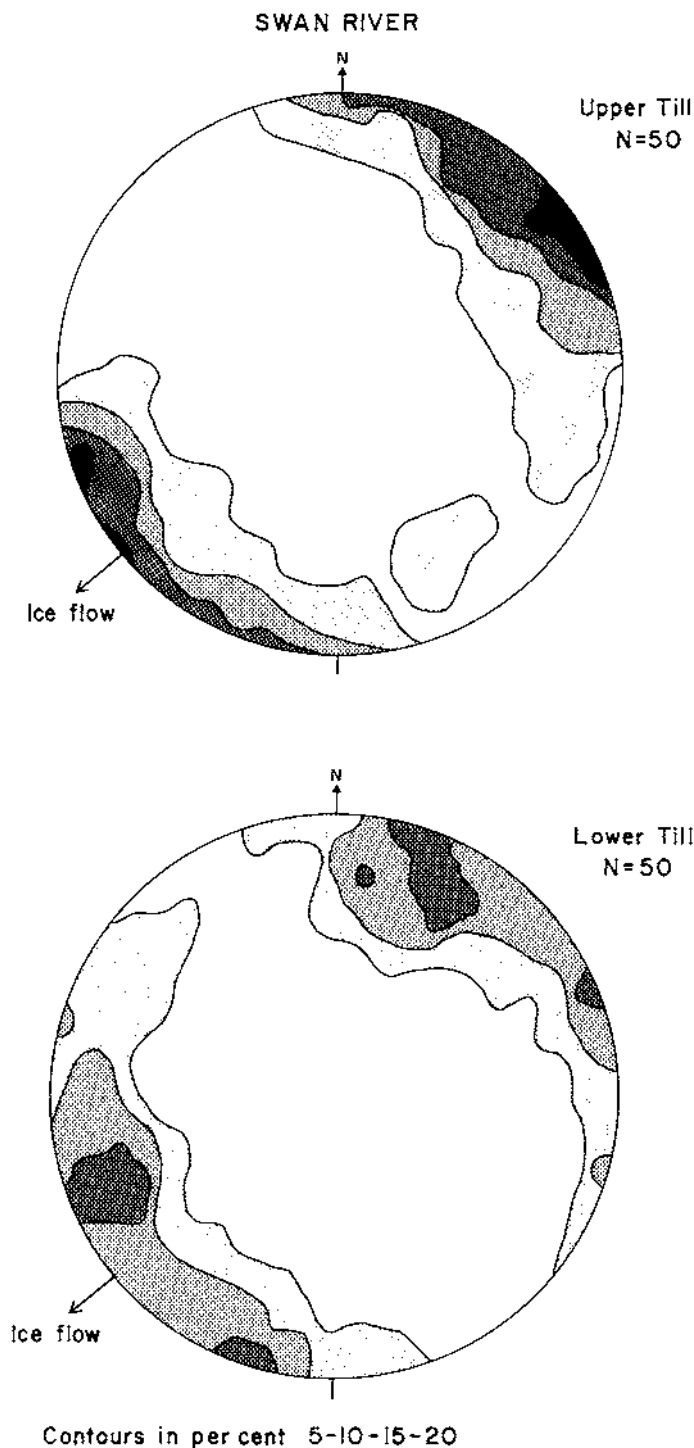 SWAN RIVER
N
Upper Till
N=50
Ice flow
N
Lower Till
N=50
Ice flow
Contours in per cent 5-10-15-20